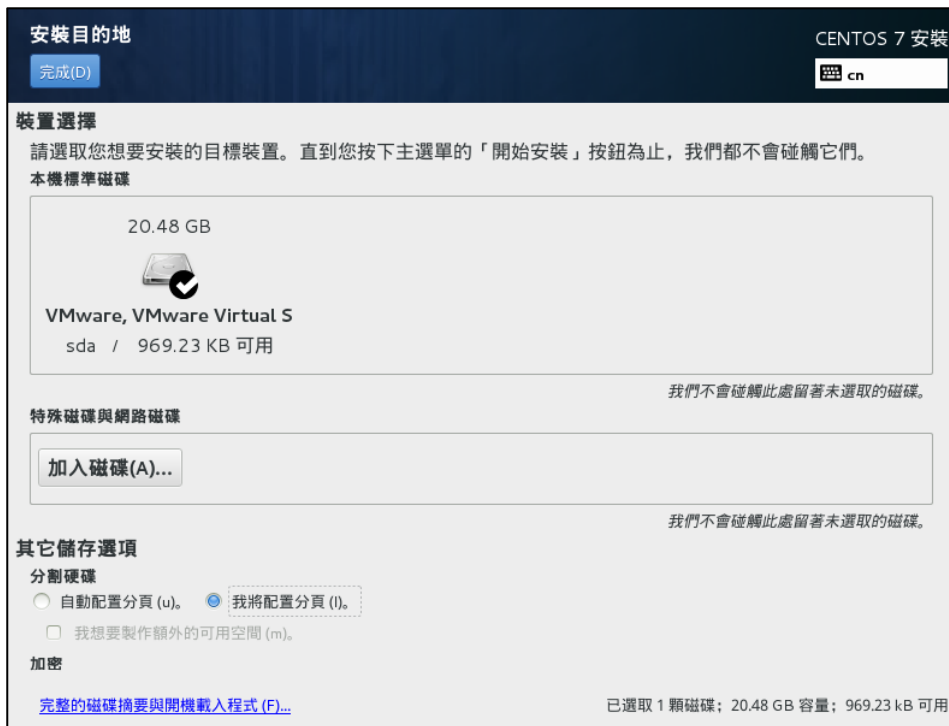 安裝目的地
CENTOS 7 安裝
完成(D)
cn
裝置選擇
請選取您想要安裝的目標裝置。直到您按下主選單的「開始安裝」按鈕為止，我們都不會碰觸它們。
本機標準磁碟
20.48 GB
VMware, VMware Virtual S
sda / 969.23 KB 可用
我們不會碰觸此處留著未選取的磁碟。
特殊磁碟與網路磁碟
加入磁碟(A)...
我們不會碰觸此處留著未選取的磁碟。
其它儲存選項
分割硬碟
自動配置分頁 (u)。 我將配置分頁 (I)。
我想要製作額外的可用空間 (m)。
加密
完整的磁碟摘要與開機載入程式 (F)...
已選取 1 顆磁碟；20.48 GB 容量；969.23 kB 可用